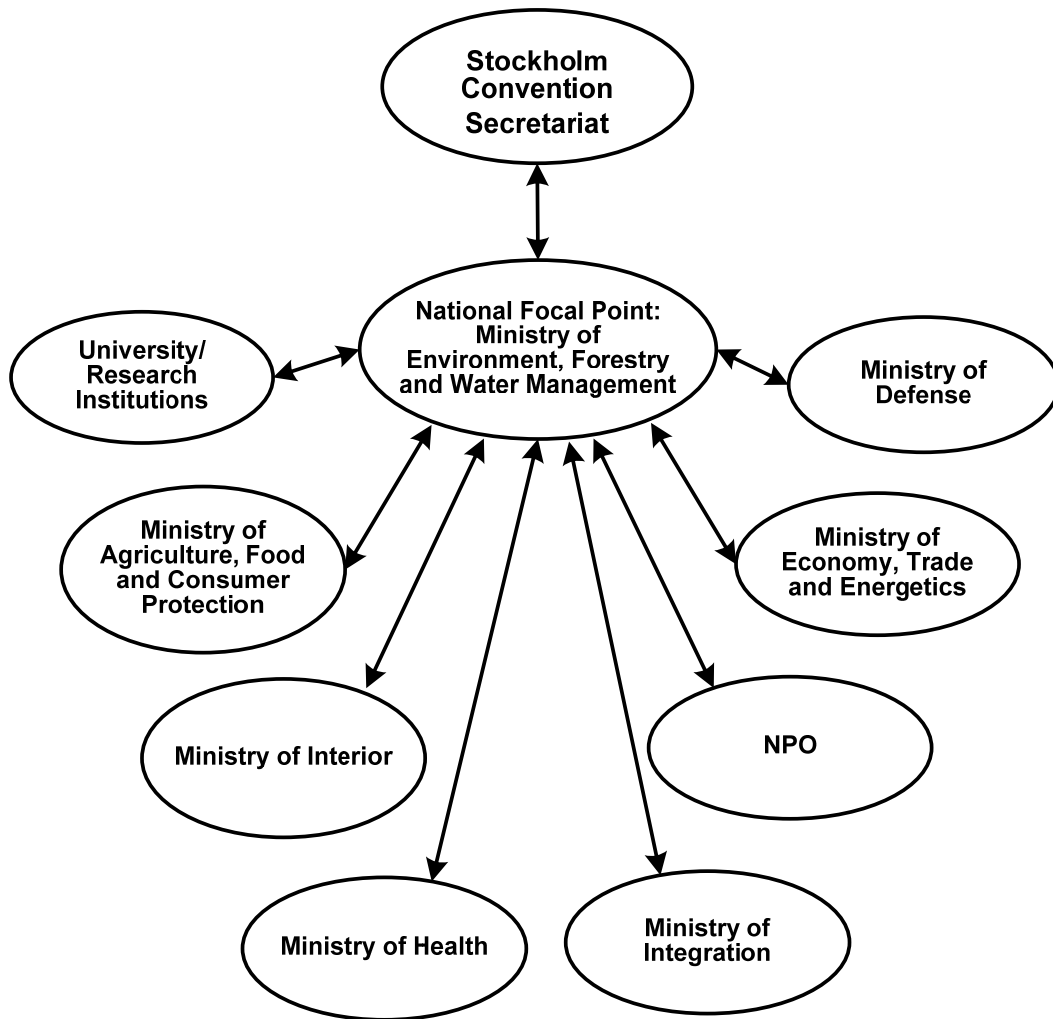 Stockholm
Convention
Secretariat
National Focal Point:
Ministry of
Environment, Forestry
and Water Management
University/
Research
Institutions
Ministry of
Defense
Ministry of
Agriculture, Food
and Consumer
Protection
Ministry of
Economy, Trade
and Energetics
Ministry of Interior
NPO
Ministry of Health
Ministry of
Integration